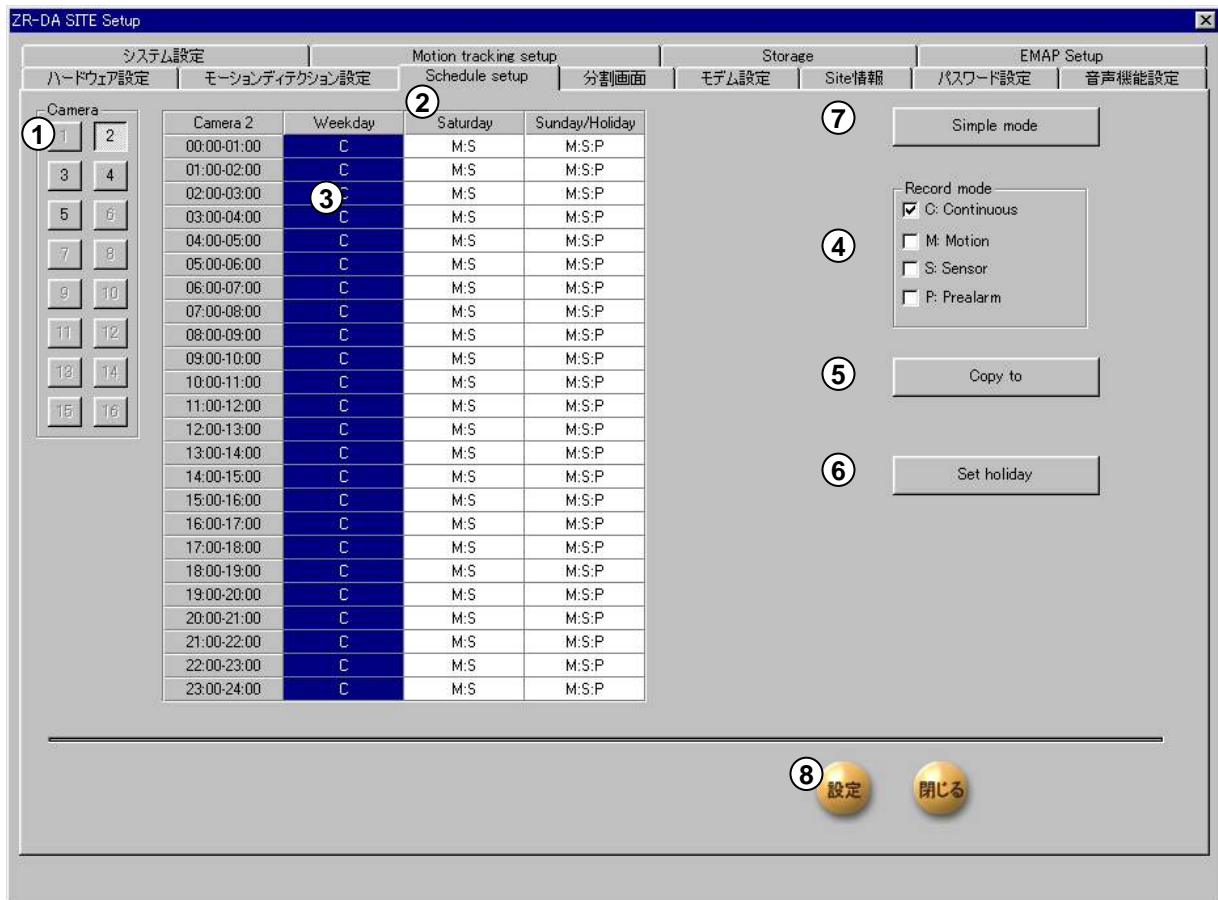 ZR-DA SITE Setup
システム設定 Motion tracking setup Storage EMAP Setup
ハードウェア設定 モーションディテクション設定 Schedule setup 分割画面 モデム設定 Site情報 パスワード設定 音声機能設定
Camera
① 1 2
3 4
5 6
7 8
9 10
11 12
13 14
15 16
②
Camera 2 Weekday Saturday Sunday/Holiday
00:00-01:00 C M:S M:S:P
01:00-02:00 C M:S M:S:P
02:00-03:00 ③ C M:S M:S:P
03:00-04:00 C M:S M:S:P
04:00-05:00 C M:S M:S:P
05:00-06:00 C M:S M:S:P
06:00-07:00 C M:S M:S:P
07:00-08:00 C M:S M:S:P
08:00-09:00 C M:S M:S:P
09:00-10:00 C M:S M:S:P
10:00-11:00 C M:S M:S:P
11:00-12:00 C M:S M:S:P
12:00-13:00 C M:S M:S:P
13:00-14:00 C M:S M:S:P
14:00-15:00 C M:S M:S:P
15:00-16:00 C M:S M:S:P
16:00-17:00 C M:S M:S:P
17:00-18:00 C M:S M:S:P
18:00-19:00 C M:S M:S:P
19:00-20:00 C M:S M:S:P
20:00-21:00 C M:S M:S:P
21:00-22:00 C M:S M:S:P
22:00-23:00 C M:S M:S:P
23:00-24:00 C M:S M:S:P
⑦ Simple mode
Record mode
C: Continuous
④ M: Motion
S: Sensor
P: Prealarm
⑤ Copy to
⑥ Set holiday
⑧ 設定 閉じる